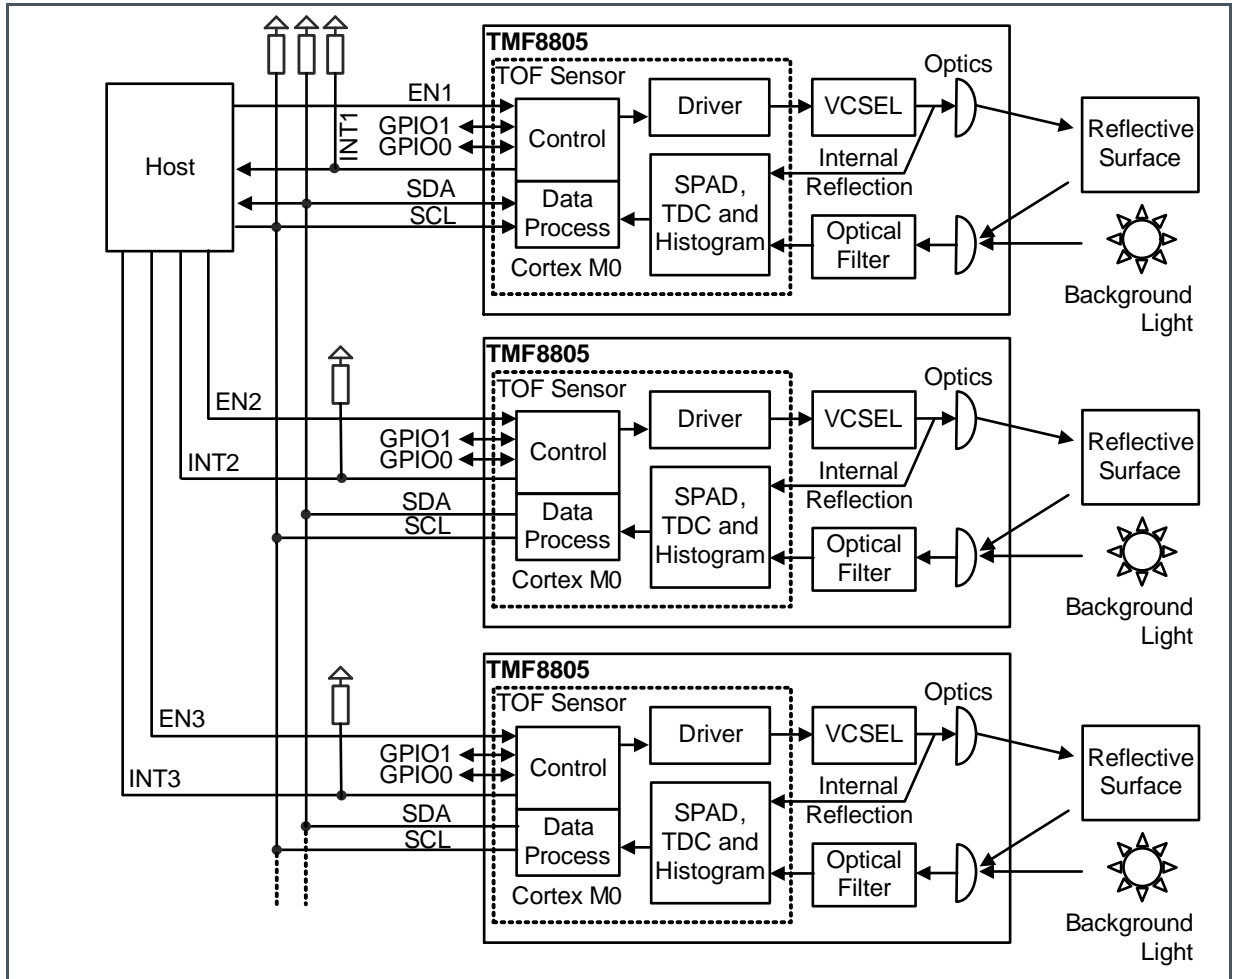 TMF8805
TOF Sensor
Optics
EN1
Driver
VCSEL
GPIO1
GPIO0
INT1
Control
Host
Reflective
Surface
Internal
Reflection
SDA
SCL
Data
Process
SPAD,
TDC and
Histogram
Optical
Filter
Cortex M0
Background
Light
TMF8805
TOF Sensor
Optics
EN2
Driver
VCSEL
GPIO1
GPIO0
Control
Reflective
Surface
INT2
Internal
Reflection
SDA
SCL
Data
Process
SPAD,
TDC and
Histogram
Optical
Filter
Cortex M0
Background
Light
TMF8805
TOF Sensor
Optics
EN3
Driver
VCSEL
GPIO1
GPIO0
Control
Reflective
Surface
INT3
Internal
Reflection
SDA
SCL
Data
Process
SPAD,
TDC and
Histogram
Optical
Filter
Cortex M0
Background
Light